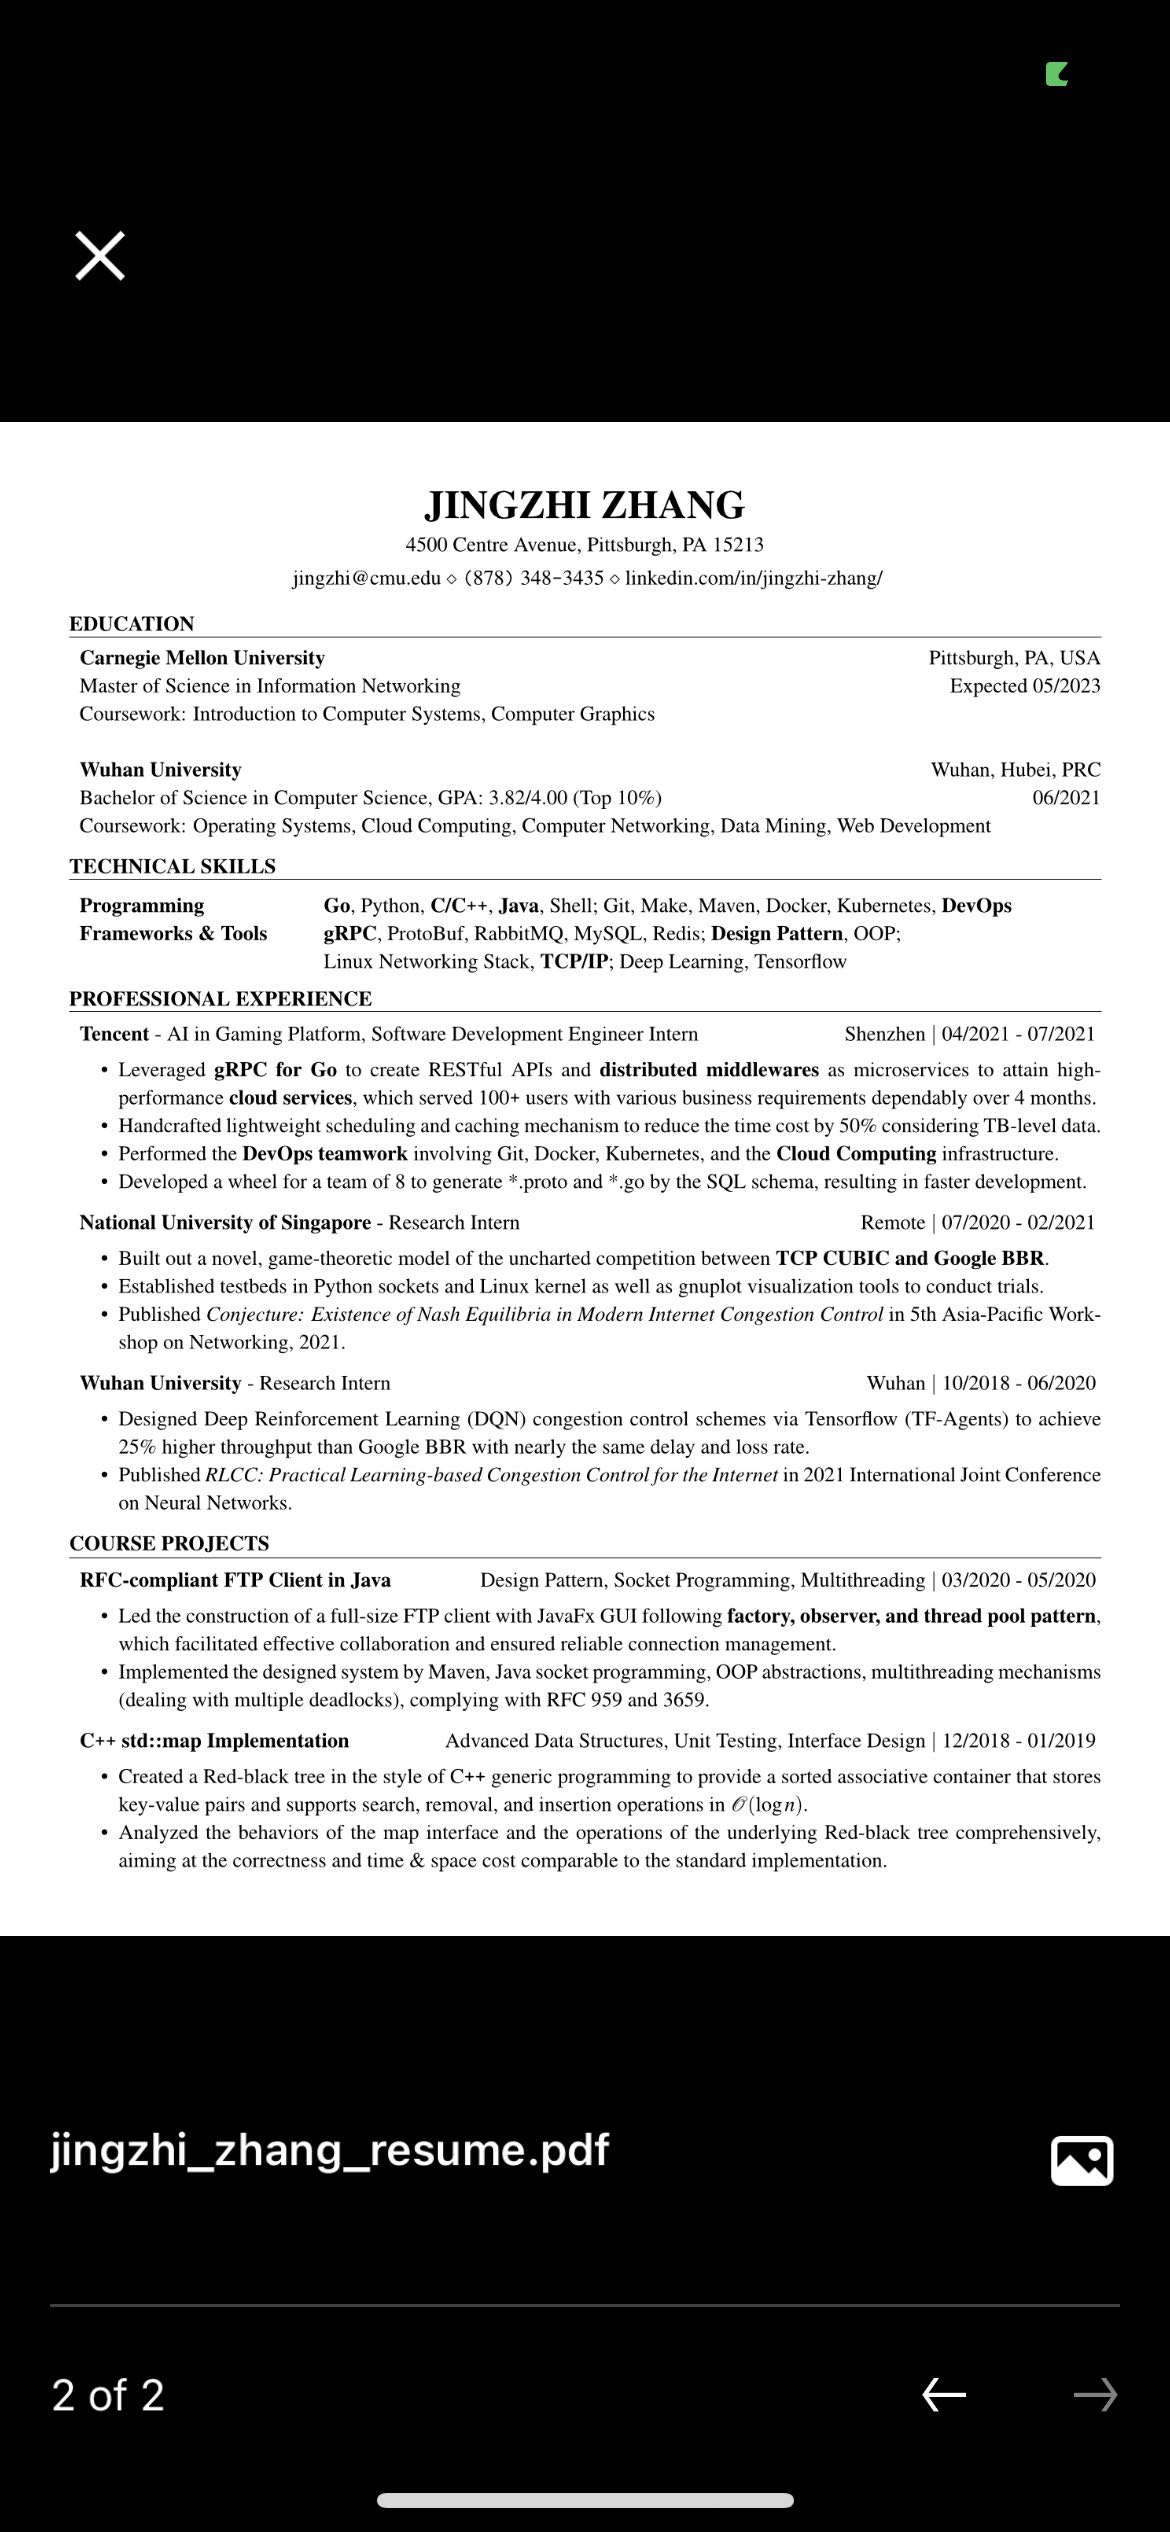 JINGZHI ZHANG
4500 Centre Avenue, Pittsburgh, PA 15213
jingzhi@cmu.edu ⋄ (878) 348-3435 ⋄ linkedin.com/in/jingzhi-zhang/
EDUCATION
Carnegie Mellon University Pittsburgh, PA, USA
Master of Science in Information Networking Expected 05/2023
Coursework: Introduction to Computer Systems, Computer Graphics
Wuhan University Wuhan, Hubei, PRC
Bachelor of Science in Computer Science, GPA: 3.82/4.00 (Top 10%) 06/2021
Coursework: Operating Systems, Cloud Computing, Computer Networking, Data Mining, Web Development
TECHNICAL SKILLS
Programming Go, Python, C/C++, Java, Shell; Git, Make, Maven, Docker, Kubernetes, DevOps
Frameworks & Tools gRPC, ProtoBuf, RabbitMQ, MySQL, Redis; Design Pattern, OOP;
Linux Networking Stack, TCP/IP; Deep Learning, Tensorflow
PROFESSIONAL EXPERIENCE
Tencent - AI in Gaming Platform, Software Development Engineer Intern Shenzhen | 04/2021 - 07/2021
• Leveraged gRPC for Go to create RESTful APIs and distributed middlewares as microservices to attain high-
performance cloud services, which served 100+ users with various business requirements dependably over 4 months.
• Handcrafted lightweight scheduling and caching mechanism to reduce the time cost by 50% considering TB-level data.
• Performed the DevOps teamwork involving Git, Docker, Kubernetes, and the Cloud Computing infrastructure.
• Developed a wheel for a team of 8 to generate *.proto and *.go by the SQL schema, resulting in faster development.
National University of Singapore - Research Intern Remote | 07/2020 - 02/2021
• Built out a novel, game-theoretic model of the uncharted competition between TCP CUBIC and Google BBR.
• Established testbeds in Python sockets and Linux kernel as well as gnuplot visualization tools to conduct trials.
• Published Conjecture: Existence of Nash Equilibria in Modern Internet Congestion Control in 5th Asia-Pacific Work-
shop on Networking, 2021.
Wuhan University - Research Intern Wuhan | 10/2018 - 06/2020
• Designed Deep Reinforcement Learning (DQN) congestion control schemes via Tensorflow (TF-Agents) to achieve
25% higher throughput than Google BBR with nearly the same delay and loss rate.
• Published RLCC: Practical Learning-based Congestion Control for the Internet in 2021 International Joint Conference
on Neural Networks.
COURSE PROJECTS
RFC-compliant FTP Client in Java Design Pattern, Socket Programming, Multithreading | 03/2020 - 05/2020
• Led the construction of a full-size FTP client with JavaFx GUI following factory, observer, and thread pool pattern,
which facilitated effective collaboration and ensured reliable connection management.
• Implemented the designed system by Maven, Java socket programming, OOP abstractions, multithreading mechanisms
(dealing with multiple deadlocks), complying with RFC 959 and 3659.
C++ std::map Implementation Advanced Data Structures, Unit Testing, Interface Design | 12/2018 - 01/2019
• Created a Red-black tree in the style of C++ generic programming to provide a sorted associative container that stores
key-value pairs and supports search, removal, and insertion operations in 𝒪(log n).
• Analyzed the behaviors of the map interface and the operations of the underlying Red-black tree comprehensively,
aiming at the correctness and time & space cost comparable to the standard implementation.
jingzhi_zhang_resume.pdf
2 of 2